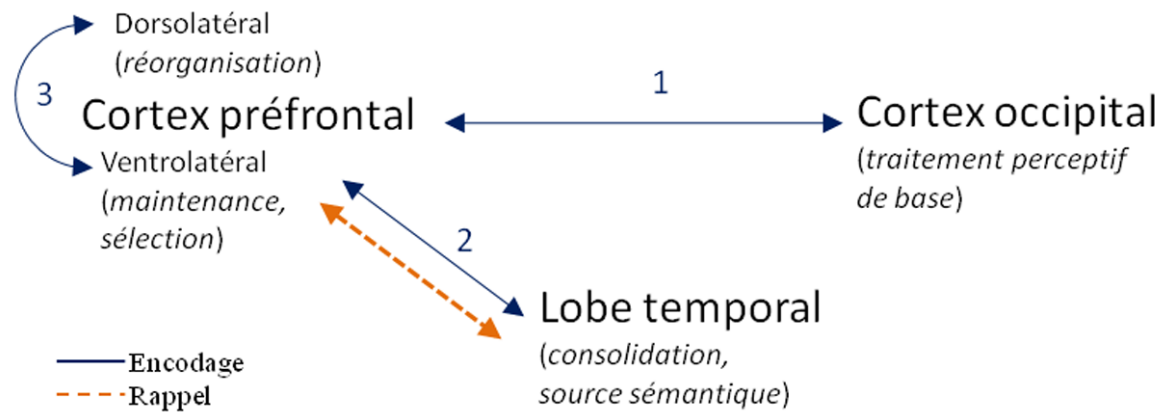 Dorsolatéral
(réorganisation)
3
Cortex préfrontal
Ventrolatéral
(maintenance,
sélection)
1
Cortex occipital
(traitement perceptif
de base)
2
Lobe temporal
(consolidation,
source sémantique)
Encodage
Rappel